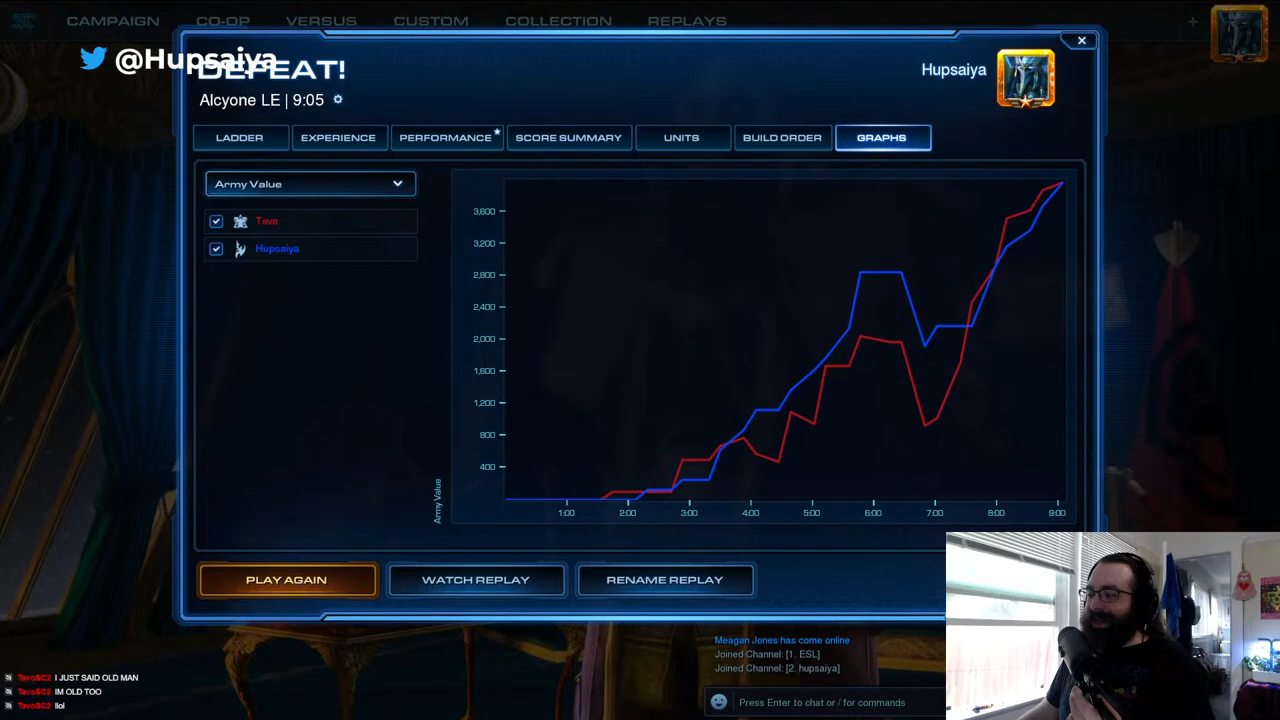 CAMPAIGN CO-OP VERSUS CUSTOM COLLECTION REPLAYS
@Hupsaiya
DEFEAT!
Hupsaiya
Alcyone LE | 9:05
LADDER EXPERIENCE PERFORMANCE SCORE SUMMARY UNITS BUILD ORDER GRAPHS
Army Value
Tavo
Hupsaiya
3,600
3,200
2,800
2,400
2,000
1,600
1,200
800
400
Army Value
1:00 2:00 3:00 4:00 5:00 6:00 7:00 8:00 9:00
PLAY AGAIN WATCH REPLAY RENAME REPLAY
Meagan Jones has come online
Joined Channel: [1. ESL]
Joined Channel: [2. hupsaiya]
Press Enter to chat or / for commands
TavoSC2 I JUST SAID OLD MAN
TavoSC2 IM OLD TOO
TavoSC2 llol